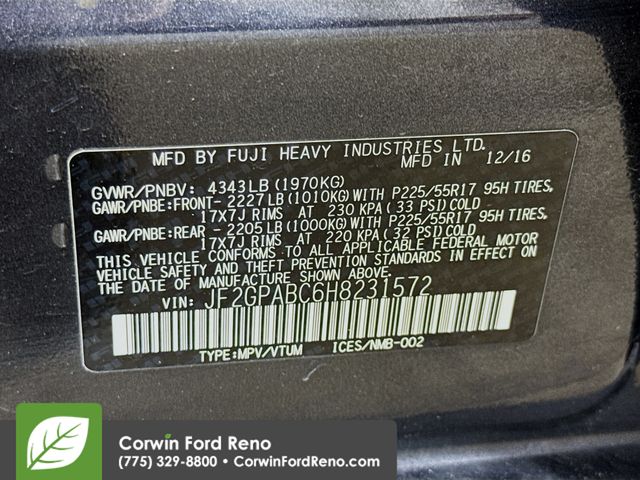 MFD BY FUJI HEAVY INDUSTRIES LTD.
MFD IN 12/16
GVWR/PNBV: 4343LB (1970KG)
GAWR/PNBE:FRONT- 2227LB (1010KG) WITH P225/55R17 95H TIRES,
17X7J RIMS AT 230 KPA (33 PSI) COLD
GAWR/PNBE:REAR - 2205LB (1000KG) WITH P225/55R17 95H TIRES,
17X7J RIMS AT 220 KPA (32 PSI) COLD
THIS VEHICLE CONFORMS TO ALL APPLICABLE FEDERAL MOTOR
VEHICLE SAFETY AND THEFT PREVENTION STANDARDS IN EFFECT
ON THE DATE OF MANUFACTURE SHOWN ABOVE.
VIN: JF2GPABC6H8231572
TYPE:MPV/VTUM ICES/NMB-002
Corwin Ford Reno
(775) 329-8800 • CorwinFordReno.com